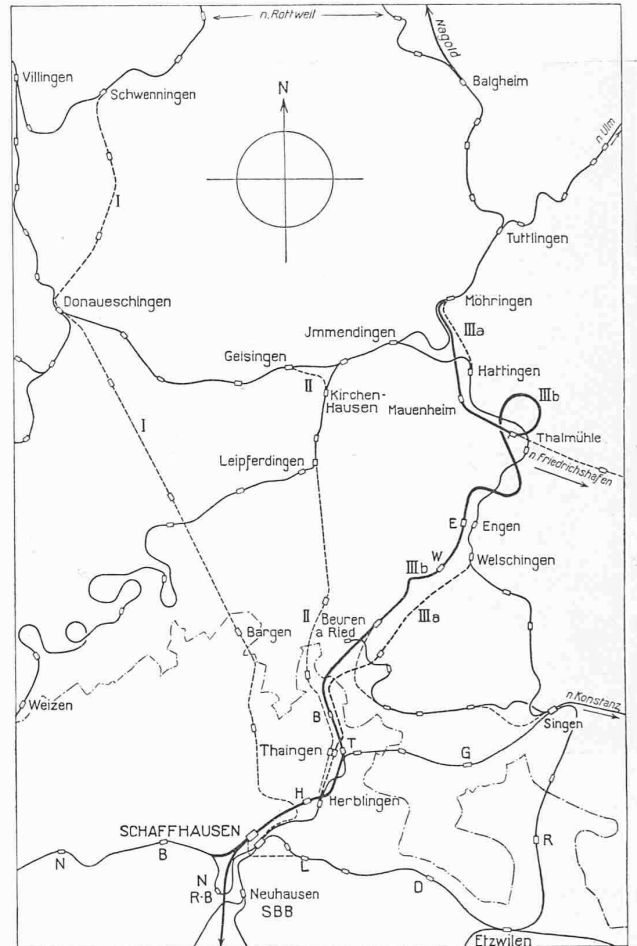 n. Rottweil
Nagold
Villingen
Balgheim
Schwenningen
N
n. Ulm
I
Tuttlingen
Donaueschingen
Möhringen
IIIa
Jmmendingen
Geisingen
Hattingen
II
Kirchen-
Hausen
IIIb
Mauenheim
I
Thalmühle
Leipferdingen
n. Friedrichshafen
E
Engen
W
Welschingen
IIIb
IIIa
II
Beuren
a Ried
Bargen
Weizen
n. Konstanz
B
Singen
Thaingen
T
G
H
Herblingen
SCHAFFHAUSEN
R
N
B
L
N
R-B
Neuhausen
SBB
D
Etzwilen